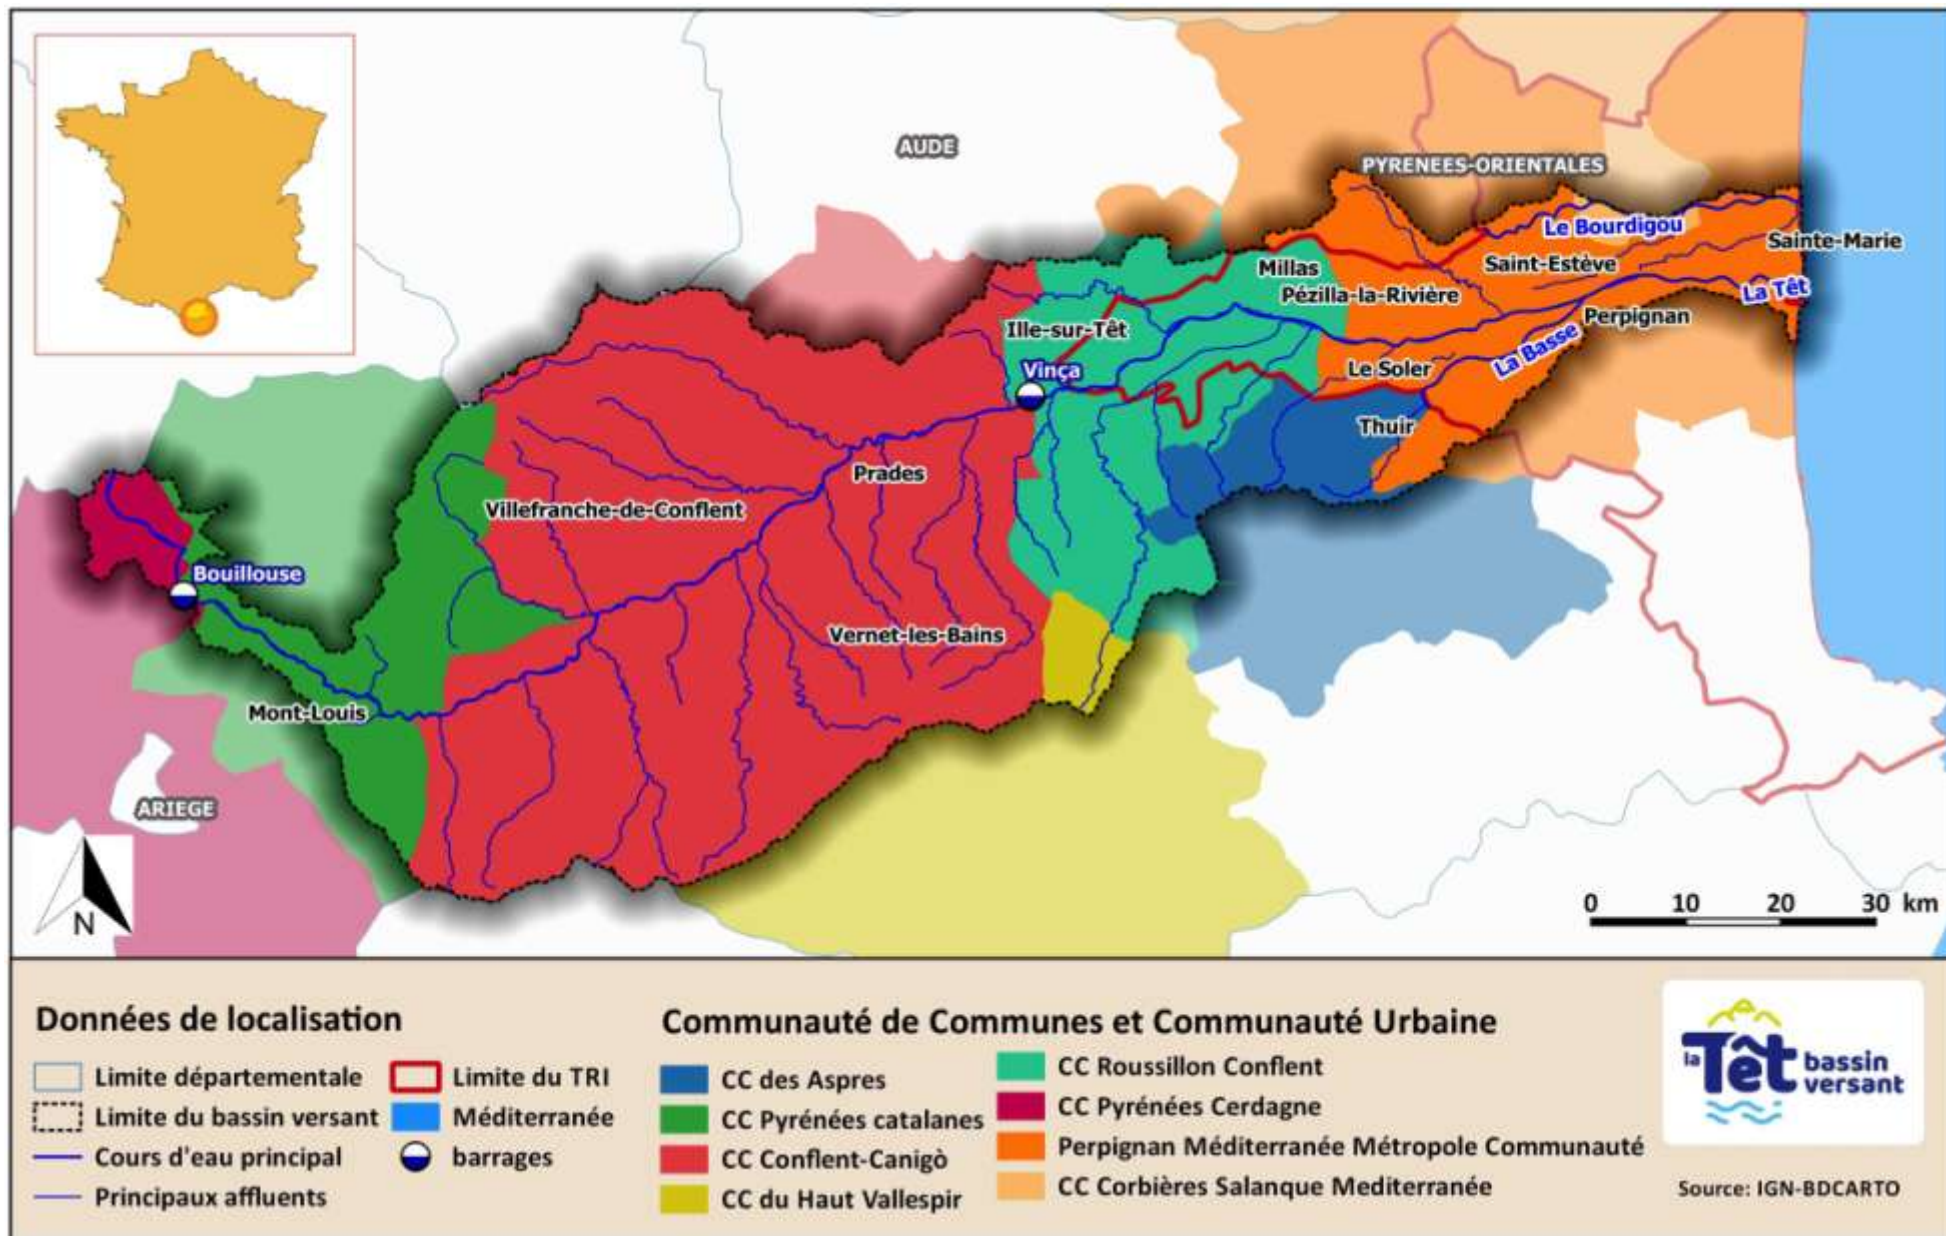 AUDE
PYRENEES-ORIENTALES
Le Bourdigou
Sainte-Marie
Saint-Estève
Millas
Pézilla-la-Rivière
La Têt
Perpignan
Ille-sur-Têt
La Basse
Le Soler
Vinça
Thuir
Prades
Villefranche-de-Conflent
Bouillouse
Vernet-les-Bains
Mont-Louis
ARIEGE
N
0 10 20 30 km
Données de localisation
Limite départementale
Limite du bassin versant
Cours d'eau principal
Principaux affluents
Limite du TRI
Méditerranée
barrages
Communauté de Communes et Communauté Urbaine
CC des Aspres
CC Pyrénées catalanes
CC Conflent-Canigò
CC du Haut Vallespir
CC Roussillon Conflent
CC Pyrénées Cerdagne
Perpignan Méditerranée Métropole Communauté
CC Corbières Salanque Mediterranée
la Têt bassin
versant
Source: IGN-BDCARTO